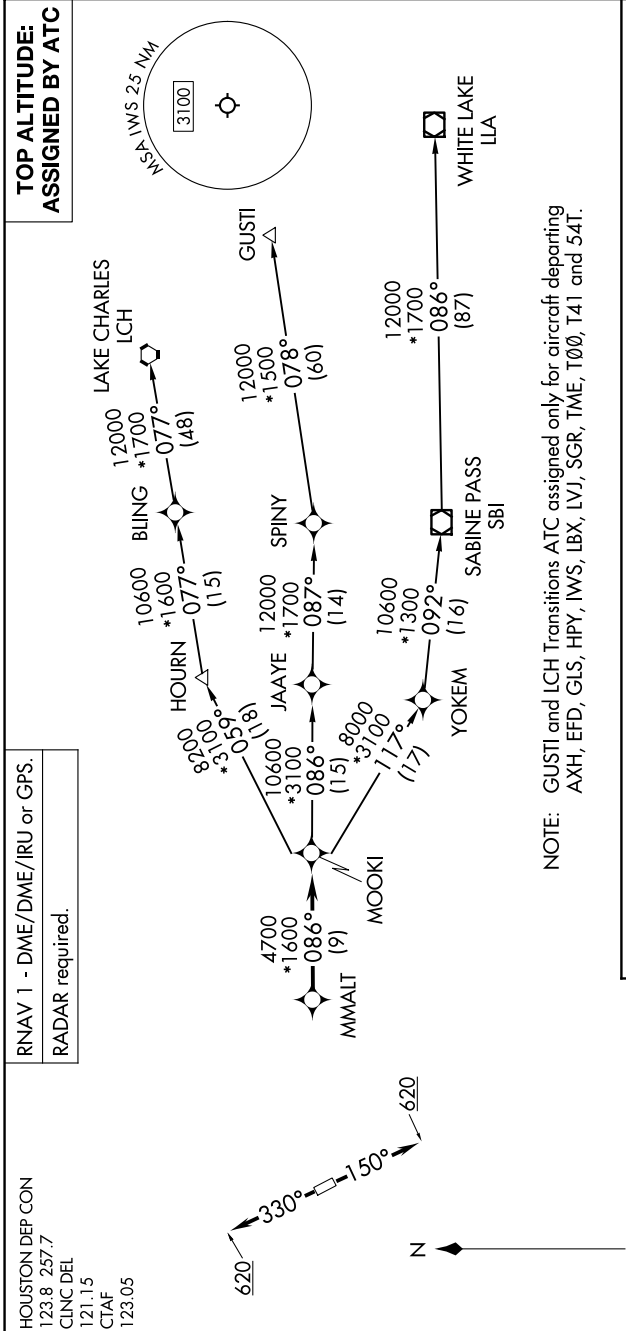 HOUSTON DEP CON
123.8 257.7
CLNC DEL
121.15
CTAF
123.05
RNAV 1 - DME/DME/IRU or GPS.
RADAR required.
TOP ALTITUDE:
ASSIGNED BY ATC
MSA IWS 25 NM
3100
620
330°
150°
620
N
MMALT
4700
*1600
086°
(9)
MOOKI
8200
*3100
059°
(18)
HOURN
10600
*1600
077°
(15)
BLING
12000
*1700
077°
(48)
LAKE CHARLES
LCH
10600
*3100
086°
(15)
JAAYE
12000
*1700
087°
(14)
SPINY
12000
*1500
078°
(60)
GUSTI
8000
*3100
117°
(17)
YOKEM
10600
*1300
092°
(16)
SABINE PASS
SBI
12000
*1700
086°
(87)
WHITE LAKE
LLA
NOTE: GUSTI and LCH Transitions ATC assigned only for aircraft departing
AXH, EFD, GLS, HPY, IWS, LBX, LVJ, SGR, TME, TØØ, T41 and 54T.